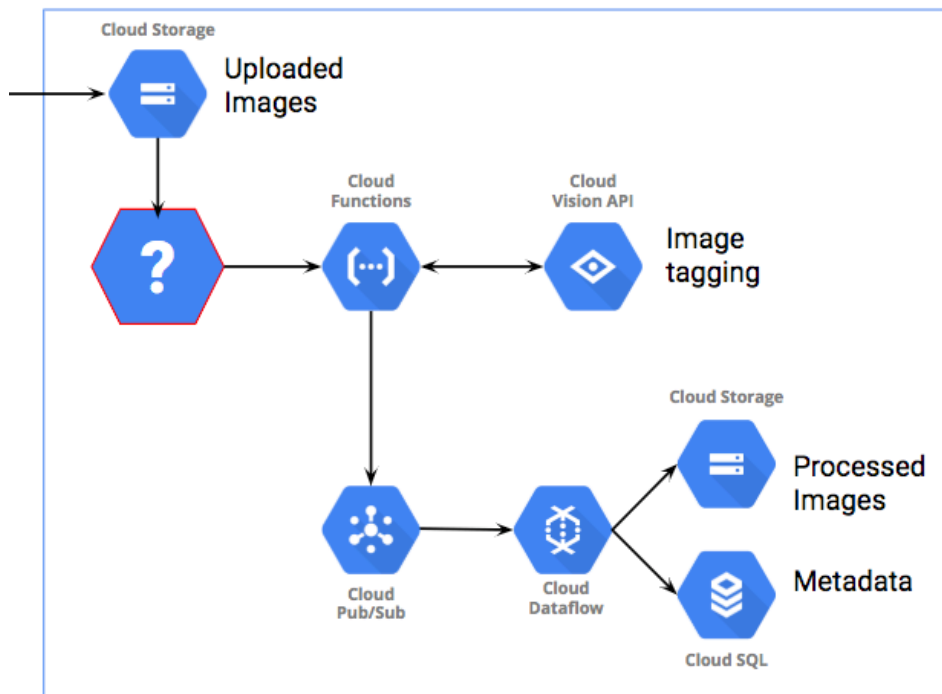 Cloud Storage
Uploaded
Images
?
Cloud
Functions
Cloud
Vision API
Image
tagging
Cloud Storage
Processed
Images
Cloud
Pub/Sub
Cloud
Dataflow
Metadata
Cloud SQL